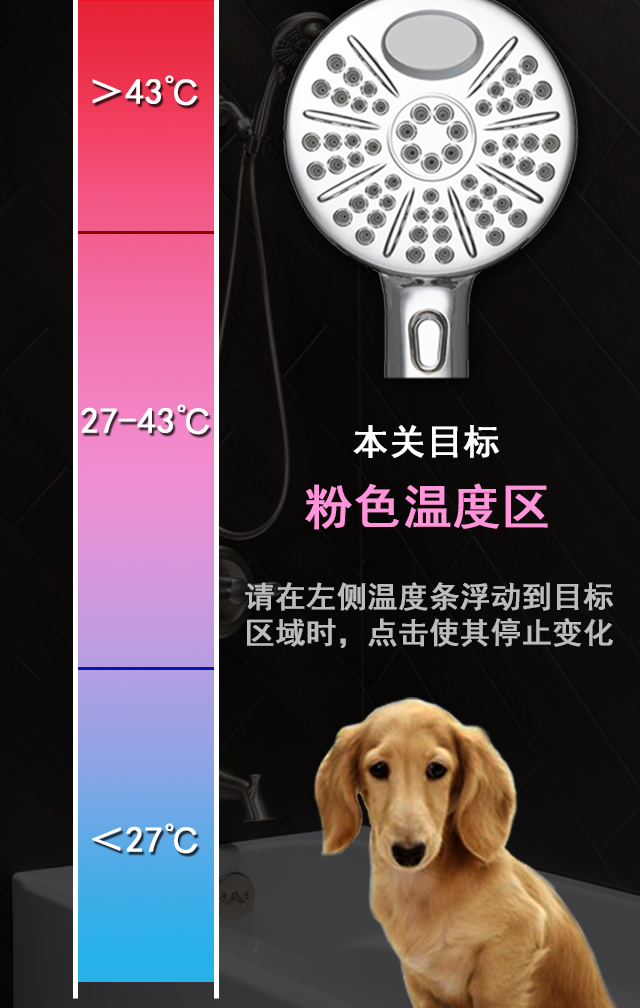 >43℃
27-43℃
<27℃
本关目标
粉色温度区
请在左侧温度条浮动到目标
区域时，点击使其停止变化